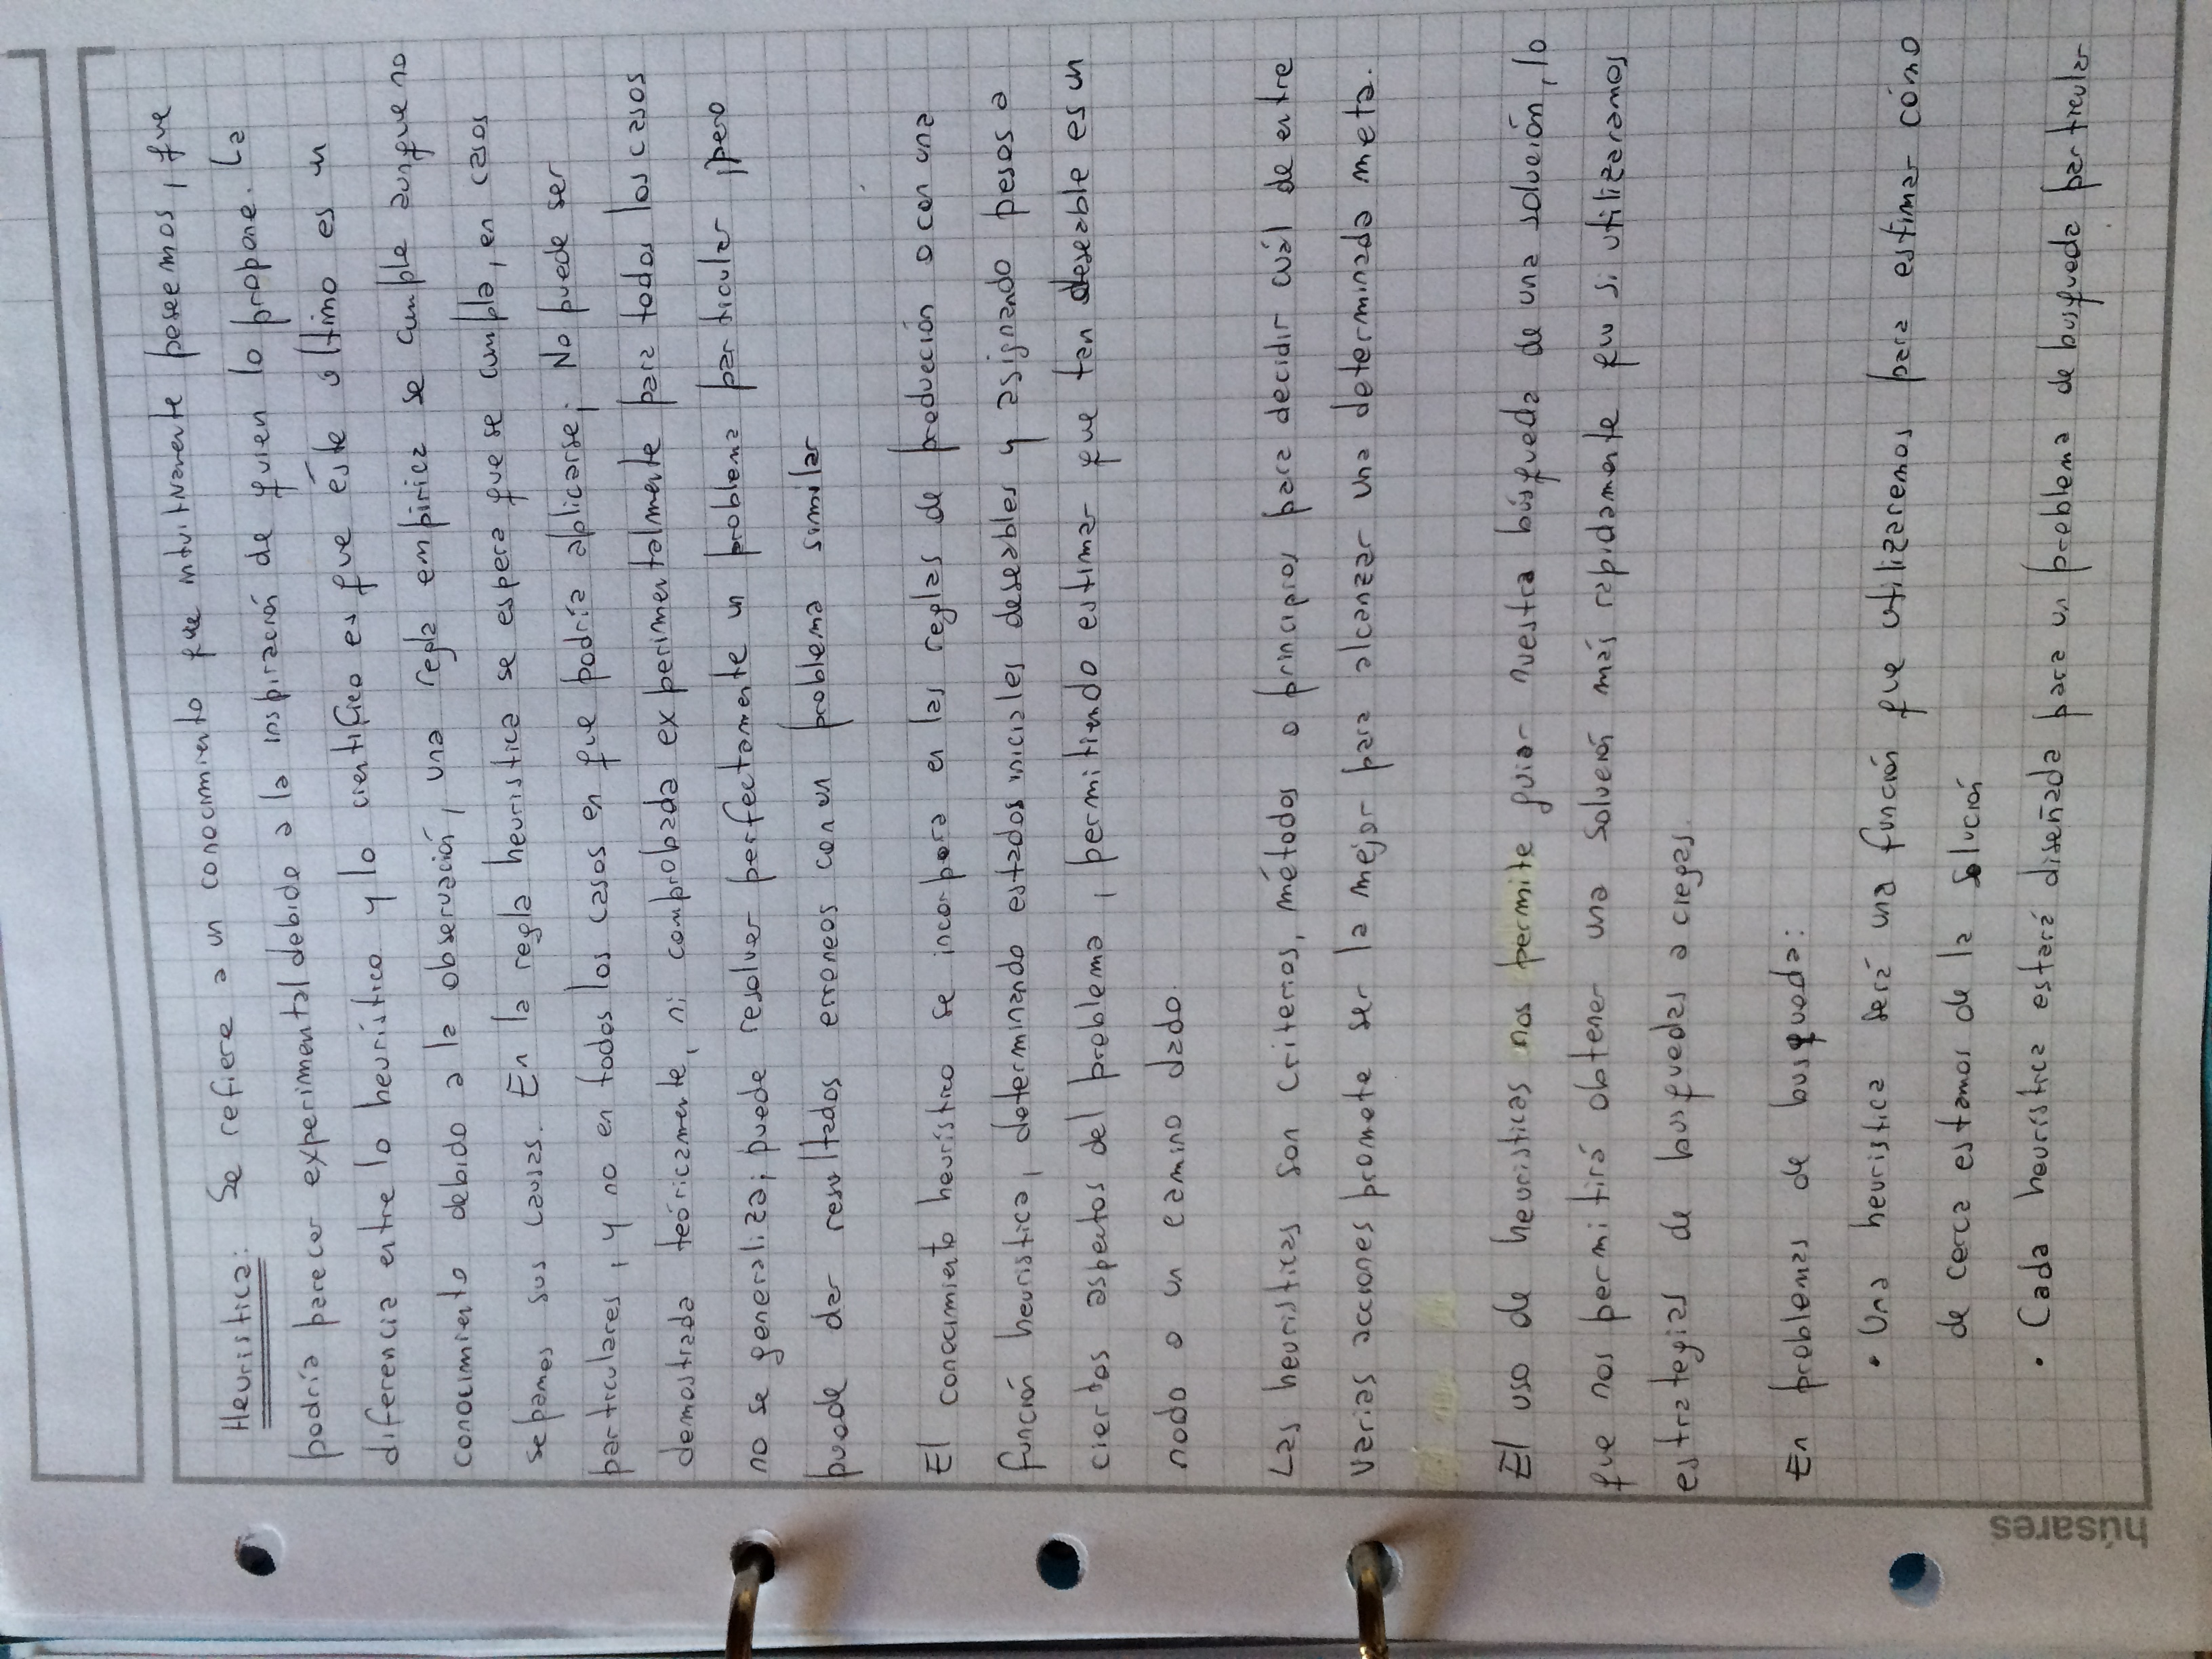 Heuristica: Se refiere a un conocimiento que intuitivamente poseemos, que
podría parecer experimental debido a la inspiración de quien lo propone. La
diferencia entre lo heurístico y lo cientifico es que éste último es un
conocimiento debido a la observación, una regla empirica se cumple aunque no
sepamos sus causas. En la regla heuristica se espera que se cumpla, en casos
particulares, y no en todos los casos en que podría aplicarse; No puede ser
demostrada teóricamente, ni comprobada experimentalmente para todos los casos
no se generaliza; puede resolver perfectamente un problema particular, pero
puede dar resultados erroneos con un problema similar
El conocimiento heurístico se incorpora en las reglas de producción o con una
función heuristica, determinando estados iniciales deseables y asignando pesos a
ciertos aspectos del problema, permitiendo estimar que tan deseable es un
nodo o un camino dado.
Las heuristicas son criterios, métodos o principios para decidir cuál de entre
varias acciones promete ser la mejor para alcanzar una determinada meta.
El uso de heuristicas nos permite guiar nuestra búsqueda de una solución, lo
que nos permitirá obtener una solución más rapidamente que si utilizaramos
estrategias de busquedas a ciegas.
En problemas de busqueda:
• Una heuristica será una función que utilizaremos para estimar cómo
de cerca estamos de la solución
• Cada heurística estará diseñada para un problema de busqueda particular
húsares